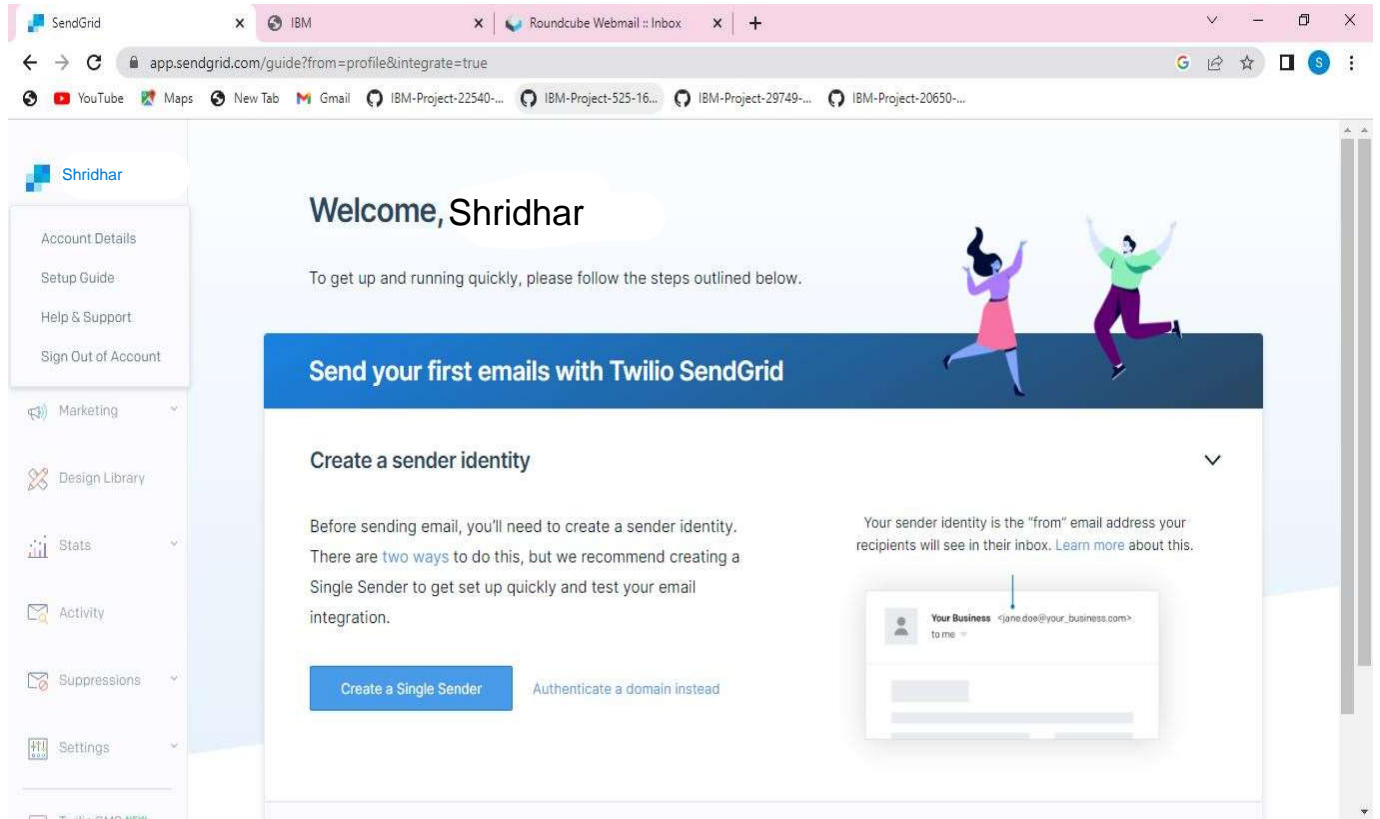 SendGrid
IBM
Roundcube Webmail :: Inbox
app.sendgrid.com/guide?from=profile&integrate=true
G
S
YouTube
Maps
New Tab
Gmail
IBM-Project-22540-...
IBM-Project-525-16...
IBM-Project-29749-...
IBM-Project-20650-...
Shridhar
Account Details
Setup Guide
Help & Support
Sign Out of Account
Marketing
Design Library
Stats
Activity
Suppressions
Settings
Welcome, Shridhar
To get up and running quickly, please follow the steps outlined below.
Send your first emails with Twilio SendGrid
Create a sender identity
Before sending email, you'll need to create a sender identity.
There are two ways to do this, but we recommend creating a
Single Sender to get set up quickly and test your email
integration.
Create a Single Sender
Authenticate a domain instead
Your sender identity is the "from" email address your
recipients will see in their inbox. Learn more about this.
Your Business <jane.doe@your_business.com>
to me